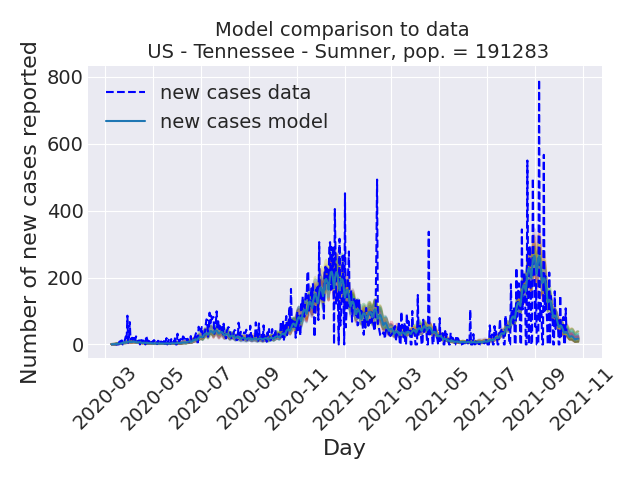 Model comparison to data
US - Tennessee - Sumner, pop. = 191283
Number of new cases reported
800
600
400
200
0
new cases data
new cases model
2020-03
2020-05
2020-07
2020-09
2020-11
2021-01
2021-03
2021-05
2021-07
2021-09
2021-11
Day